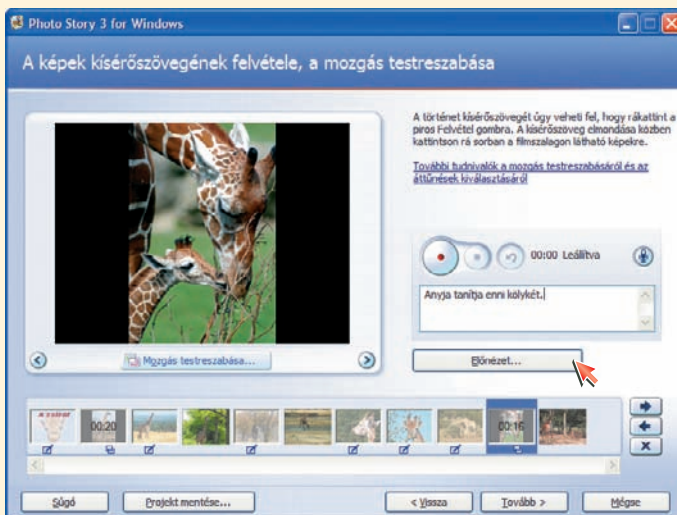 Photo Story 3 for Windows
A képek kísérőszövegének felvétele, a mozgás testreszabása
A történet kísérőszövegét úgy veheti fel, hogy rákattint a
piros Felvétel gombra. A kísérőszöveg elmondása közben
kattintson rá sorban a filmszalagon látható képekre.
További tudnivalók a mozgás testreszabásáról és az
áttűnések kiválasztásáról
00:00 Leállítva
Anyja tanítja enni kölykét.
Mozgás testreszabása...
Előnézet...
00:20
00:16
Súgó
Projekt mentése...
< Vissza
Tovább >
Mégse